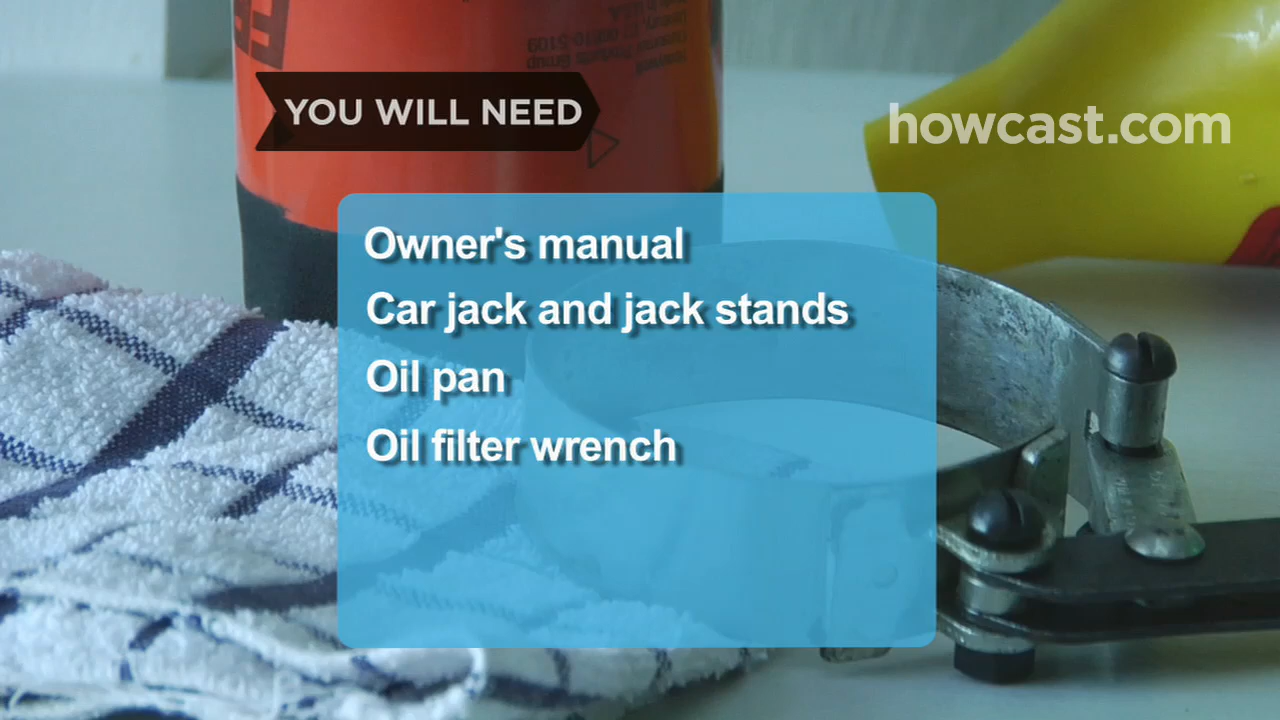 YOU WILL NEED
howcast.com
Owner's manual
Car jack and jack stands
Oil pan
Oil filter wrench